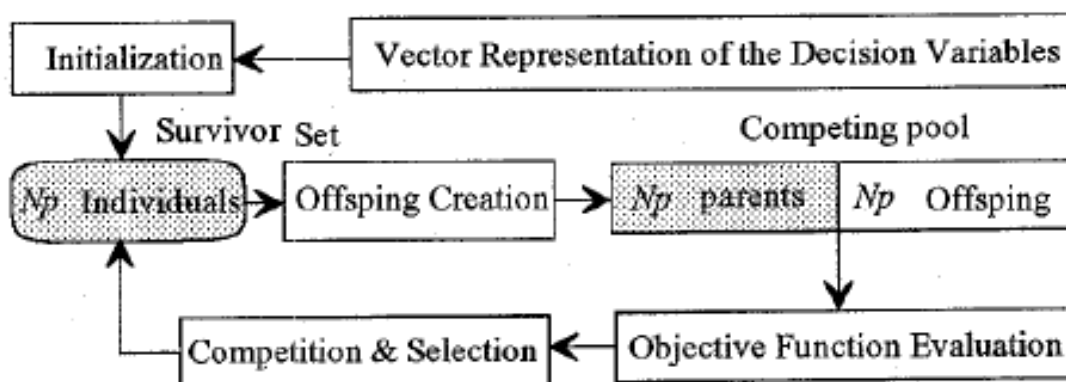 Initialization
Vector Representation of the Decision Variables
Survivor Set
Competing pool
Np Individuals
Offsping Creation
Np parents
Np Offsping
Competition & Selection
Objective Function Evaluation